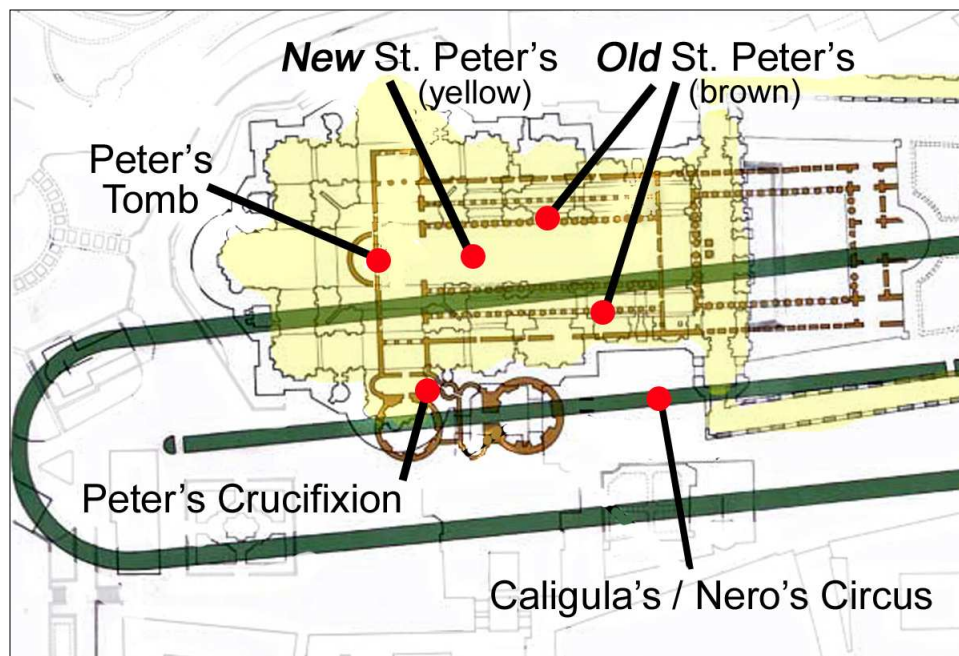 New St. Peter's
(yellow)
Old St. Peter's
(brown)
Peter's
Tomb
Peter's Crucifixion
Caligula's / Nero's Circus